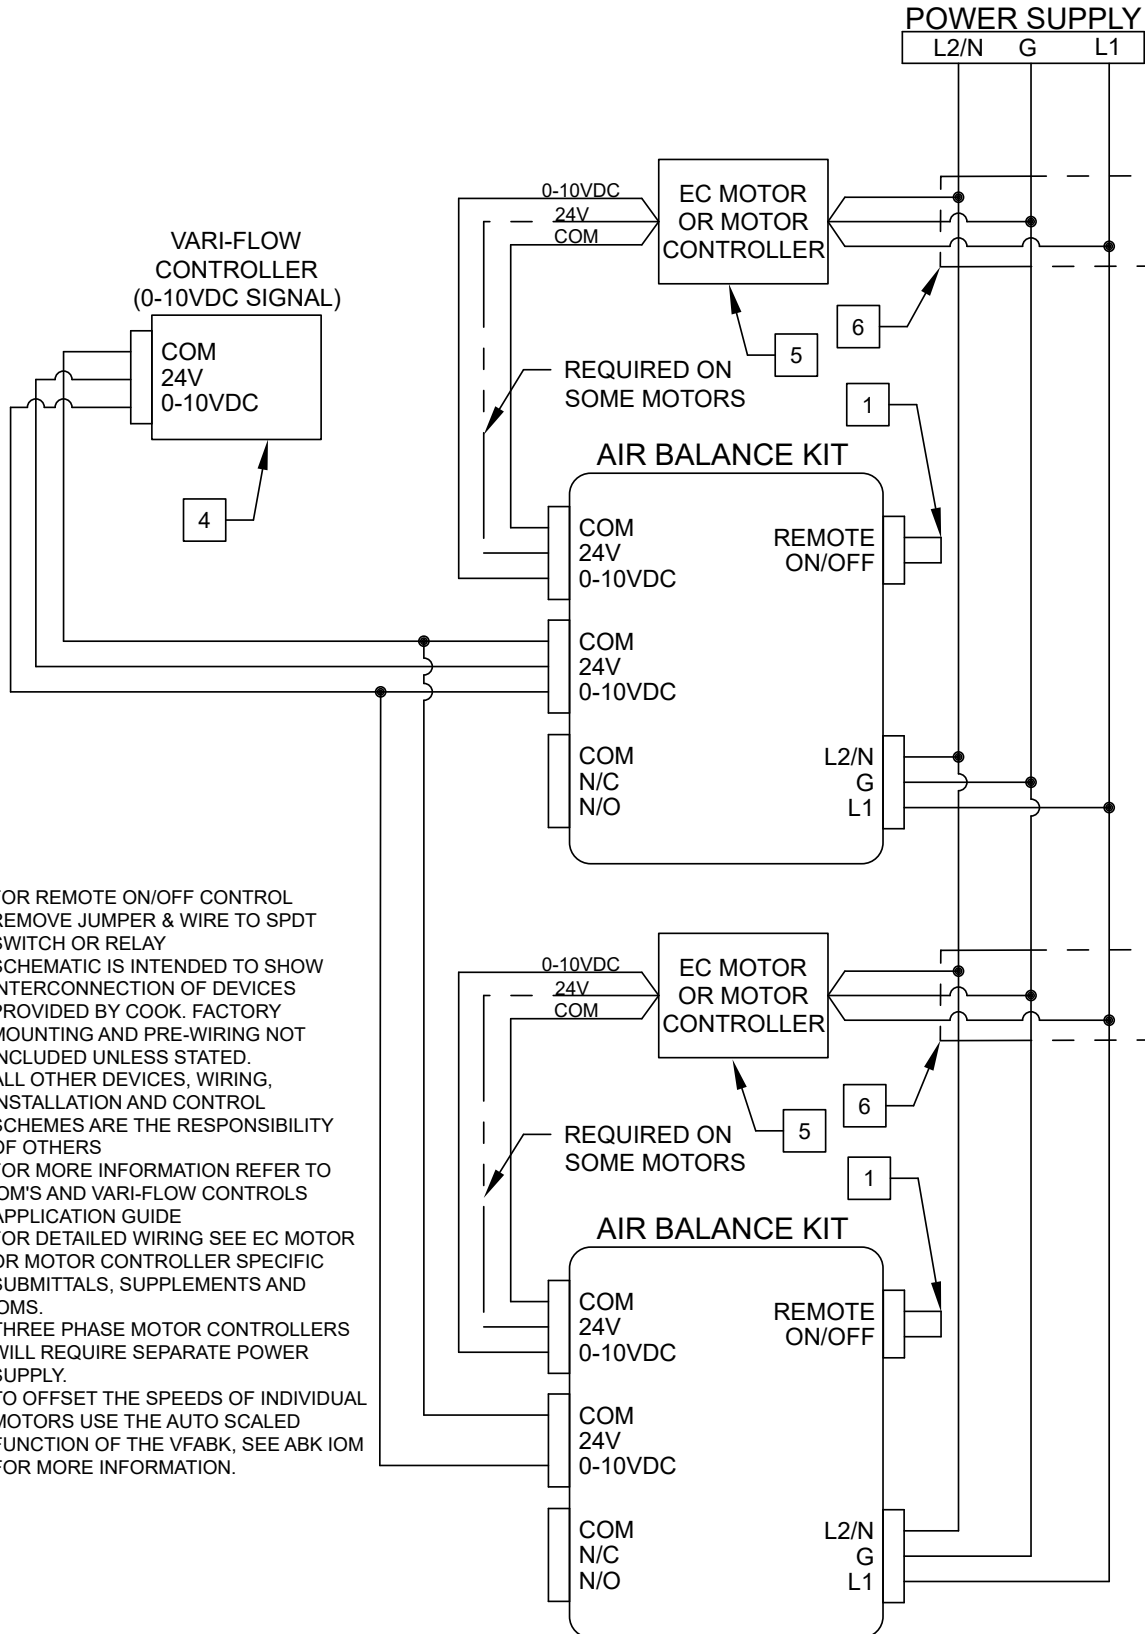 POWER SUPPLY
L2/N G L1
0-10VDC
24V
COM
EC MOTOR
OR MOTOR
CONTROLLER
VARI-FLOW
CONTROLLER
(0-10VDC SIGNAL)
COM
24V
0-10VDC
4
5
6
REQUIRED ON
SOME MOTORS
1
AIR BALANCE KIT
COM
24V
0-10VDC
REMOTE
ON/OFF
COM
24V
0-10VDC
COM
N/C
N/O
L2/N
G
L1
FOR REMOTE ON/OFF CONTROL
REMOVE JUMPER & WIRE TO SPDT
SWITCH OR RELAY
SCHEMATIC IS INTENDED TO SHOW
INTERCONNECTION OF DEVICES
PROVIDED BY COOK. FACTORY
MOUNTING AND PRE-WIRING NOT
INCLUDED UNLESS STATED.
ALL OTHER DEVICES, WIRING,
INSTALLATION AND CONTROL
SCHEMES ARE THE RESPONSIBILITY
OF OTHERS
FOR MORE INFORMATION REFER TO
IOM'S AND VARI-FLOW CONTROLS
APPLICATION GUIDE
FOR DETAILED WIRING SEE EC MOTOR
OR MOTOR CONTROLLER SPECIFIC
SUBMITTALS, SUPPLEMENTS AND
IOMS.
THREE PHASE MOTOR CONTROLLERS
WILL REQUIRE SEPARATE POWER
SUPPLY.
TO OFFSET THE SPEEDS OF INDIVIDUAL
MOTORS USE THE AUTO SCALED
FUNCTION OF THE VFABK, SEE ABK IOM
FOR MORE INFORMATION.
0-10VDC
24V
COM
EC MOTOR
OR MOTOR
CONTROLLER
5
6
REQUIRED ON
SOME MOTORS
1
AIR BALANCE KIT
COM
24V
0-10VDC
REMOTE
ON/OFF
COM
24V
0-10VDC
COM
N/C
N/O
L2/N
G
L1